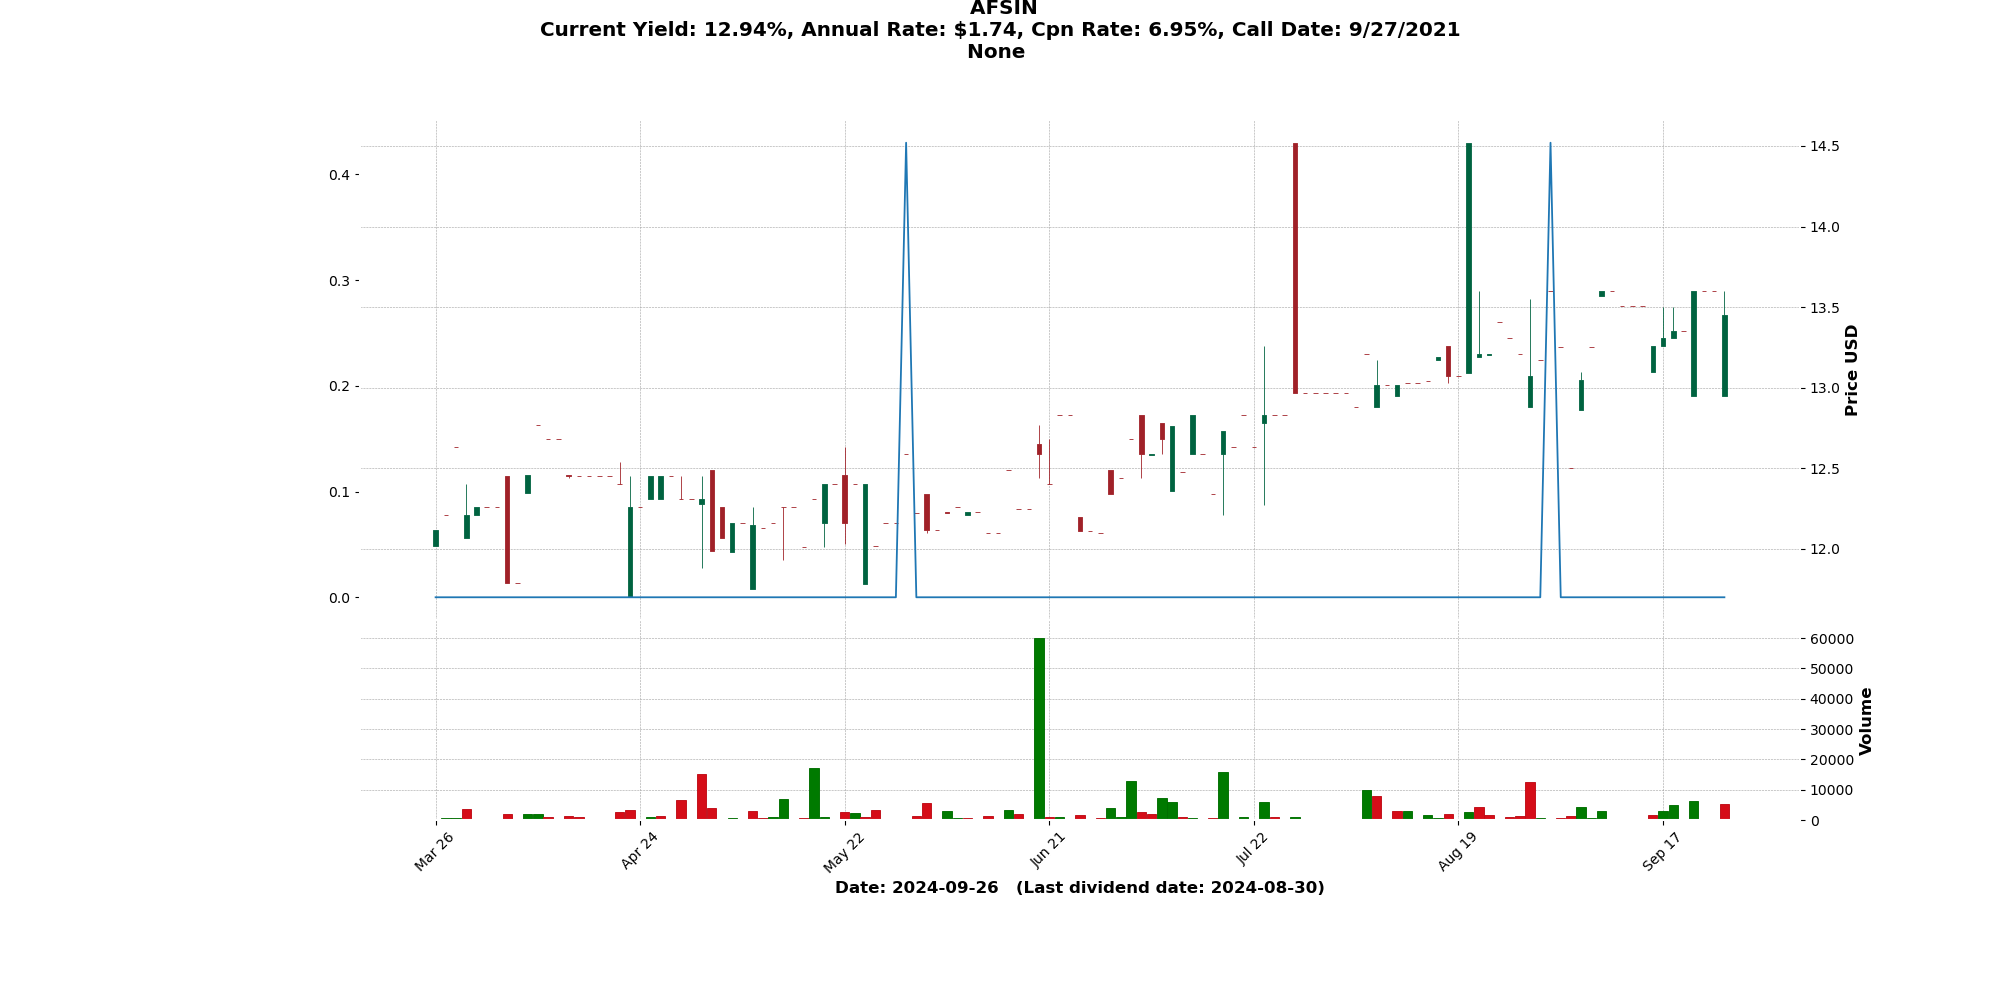 AFSIN
Current Yield: 12.94%, Annual Rate: $1.74, Cpn Rate: 6.95%, Call Date: 9/27/2021
None
0.4
0.3
0.2
0.1
0.0
14.5
14.0
13.5
13.0
12.5
12.0
Price USD
60000
50000
40000
30000
20000
10000
0
Volume
Mar 26
Apr 24
May 22
Jun 21
Jul 22
Aug 19
Sep 17
Date: 2024-09-26   (Last dividend date: 2024-08-30)